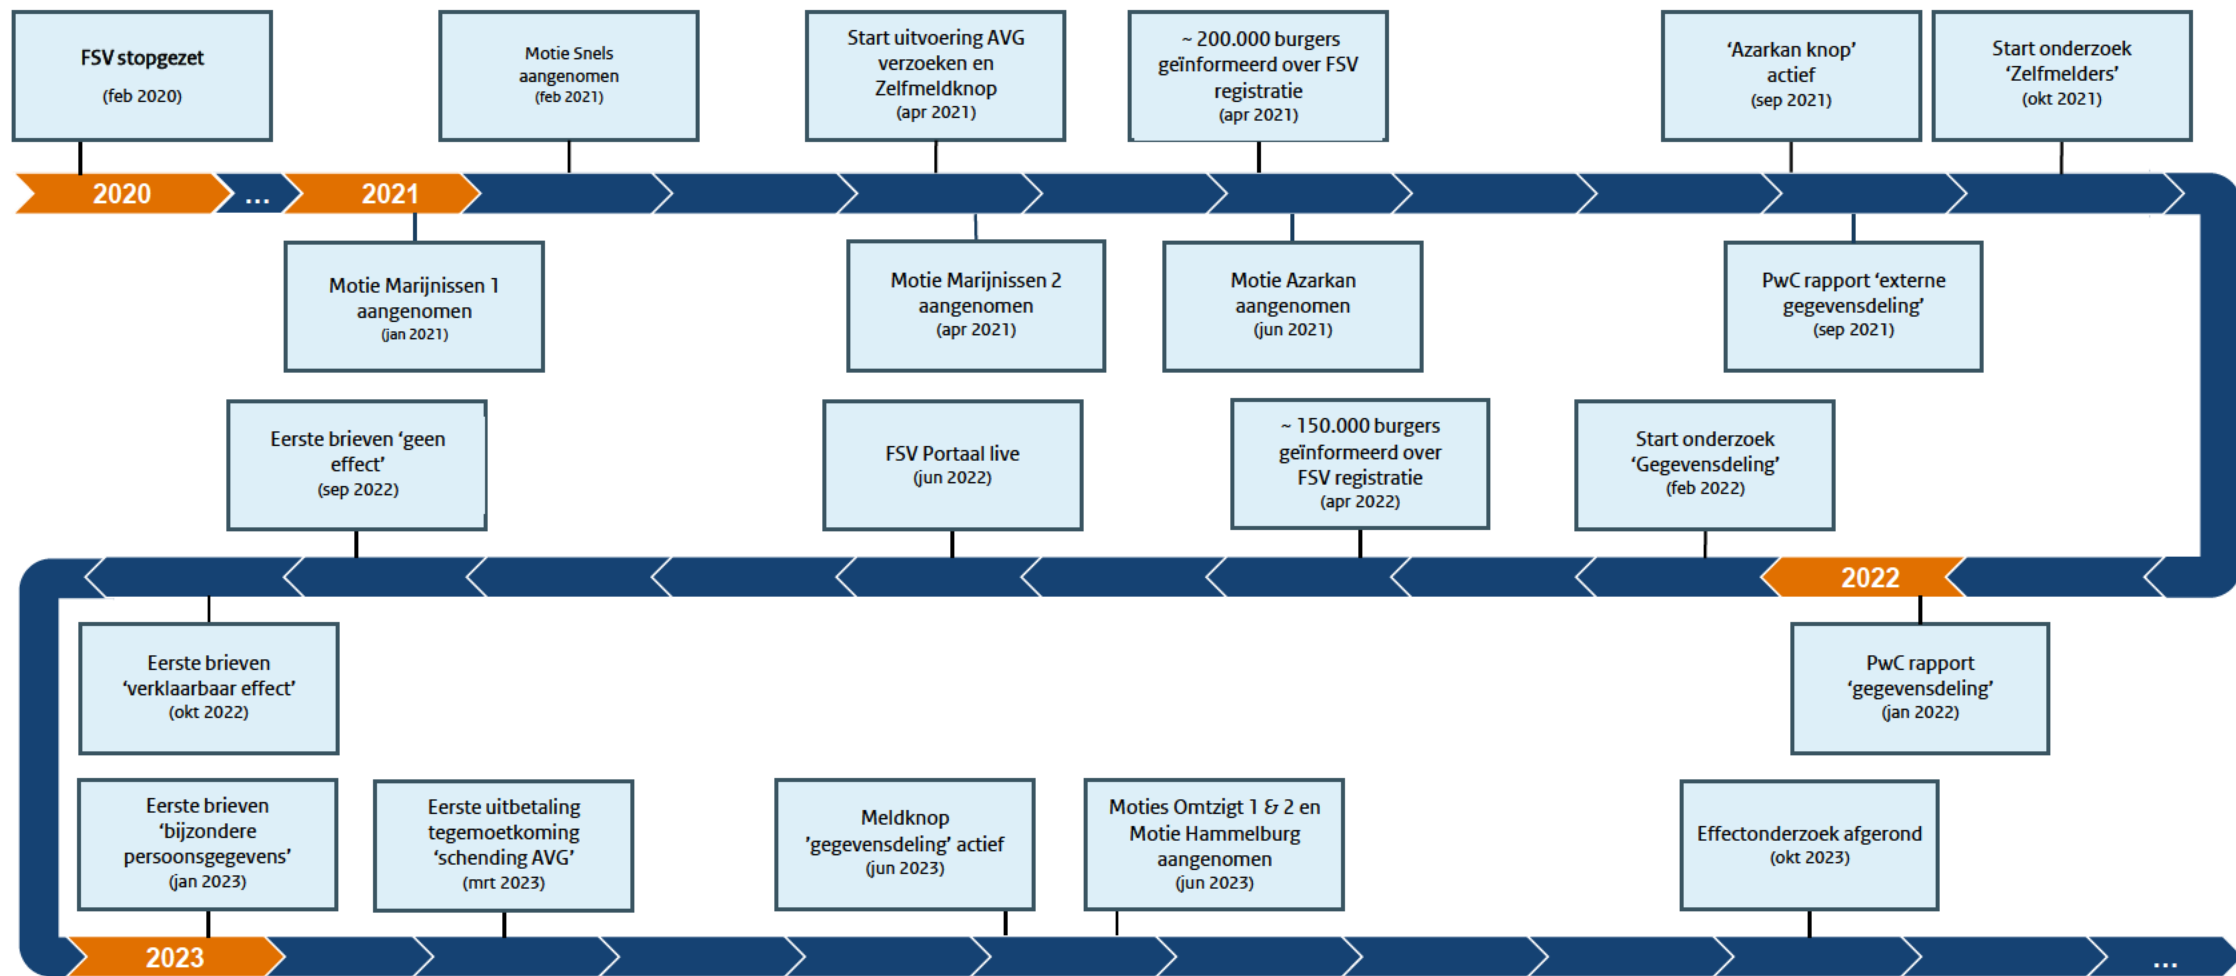 FSV stopgezet
(feb 2020)
Motie Snels
aangenomen
(feb 2021)
Start uitvoering AVG
verzoeken en
Zelfmeldknop
(apr 2021)
~ 200.000 burgers
geïnformeerd over FSV
registratie
(apr 2021)
‘Azarkan knop’
actief
(sep 2021)
Start onderzoek
‘Zelfmelders’
(okt 2021)
2020
...
2021
Motie Marijnissen 1
aangenomen
(jan 2021)
Motie Marijnissen 2
aangenomen
(apr 2021)
Motie Azarkan
aangenomen
(jun 2021)
PwC rapport ‘externe
gegevensdeling’
(sep 2021)
Eerste brieven ‘geen
effect’
(sep 2022)
FSV Portaal live
(jun 2022)
~ 150.000 burgers
geïnformeerd over
FSV registratie
(apr 2022)
Start onderzoek
‘Gegevensdeling’
(feb 2022)
2022
Eerste brieven
‘verklaarbaar effect’
(okt 2022)
PwC rapport
‘gegevensdeling’
(jan 2022)
Eerste brieven
‘bijzondere
persoonsgegevens’
(jan 2023)
Eerste uitbetaling
tegemoetkoming
‘schending AVG’
(mrt 2023)
Meldknop
’gegevensdeling’ actief
(jun 2023)
Moties Omtzigt 1 & 2 en
Motie Hammelburg
aangenomen
(jun 2023)
Effectonderzoek afgerond
(okt 2023)
2023
...